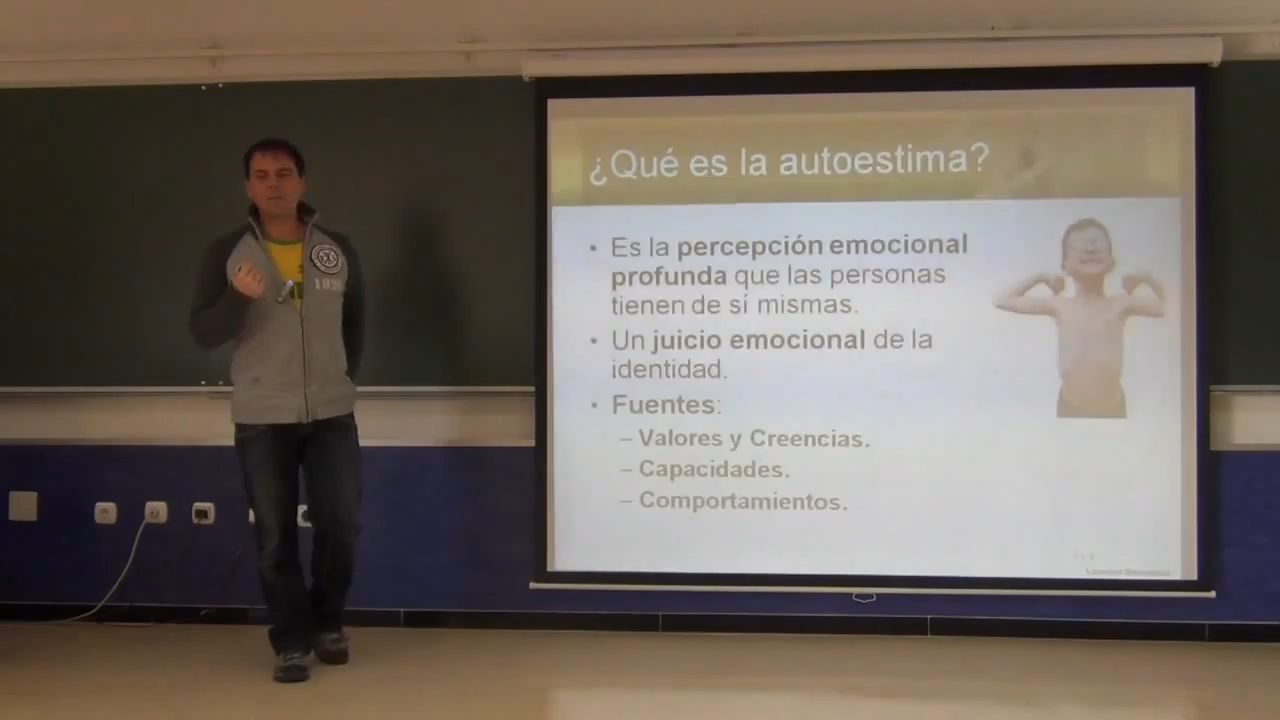 ¿Qué es la autoestima?
• Es la percepción emocional
profunda que las personas
tienen de sí mismas.
• Un juicio emocional de la
identidad.
• Fuentes:
– Valores y Creencias.
– Capacidades.
– Comportamientos.